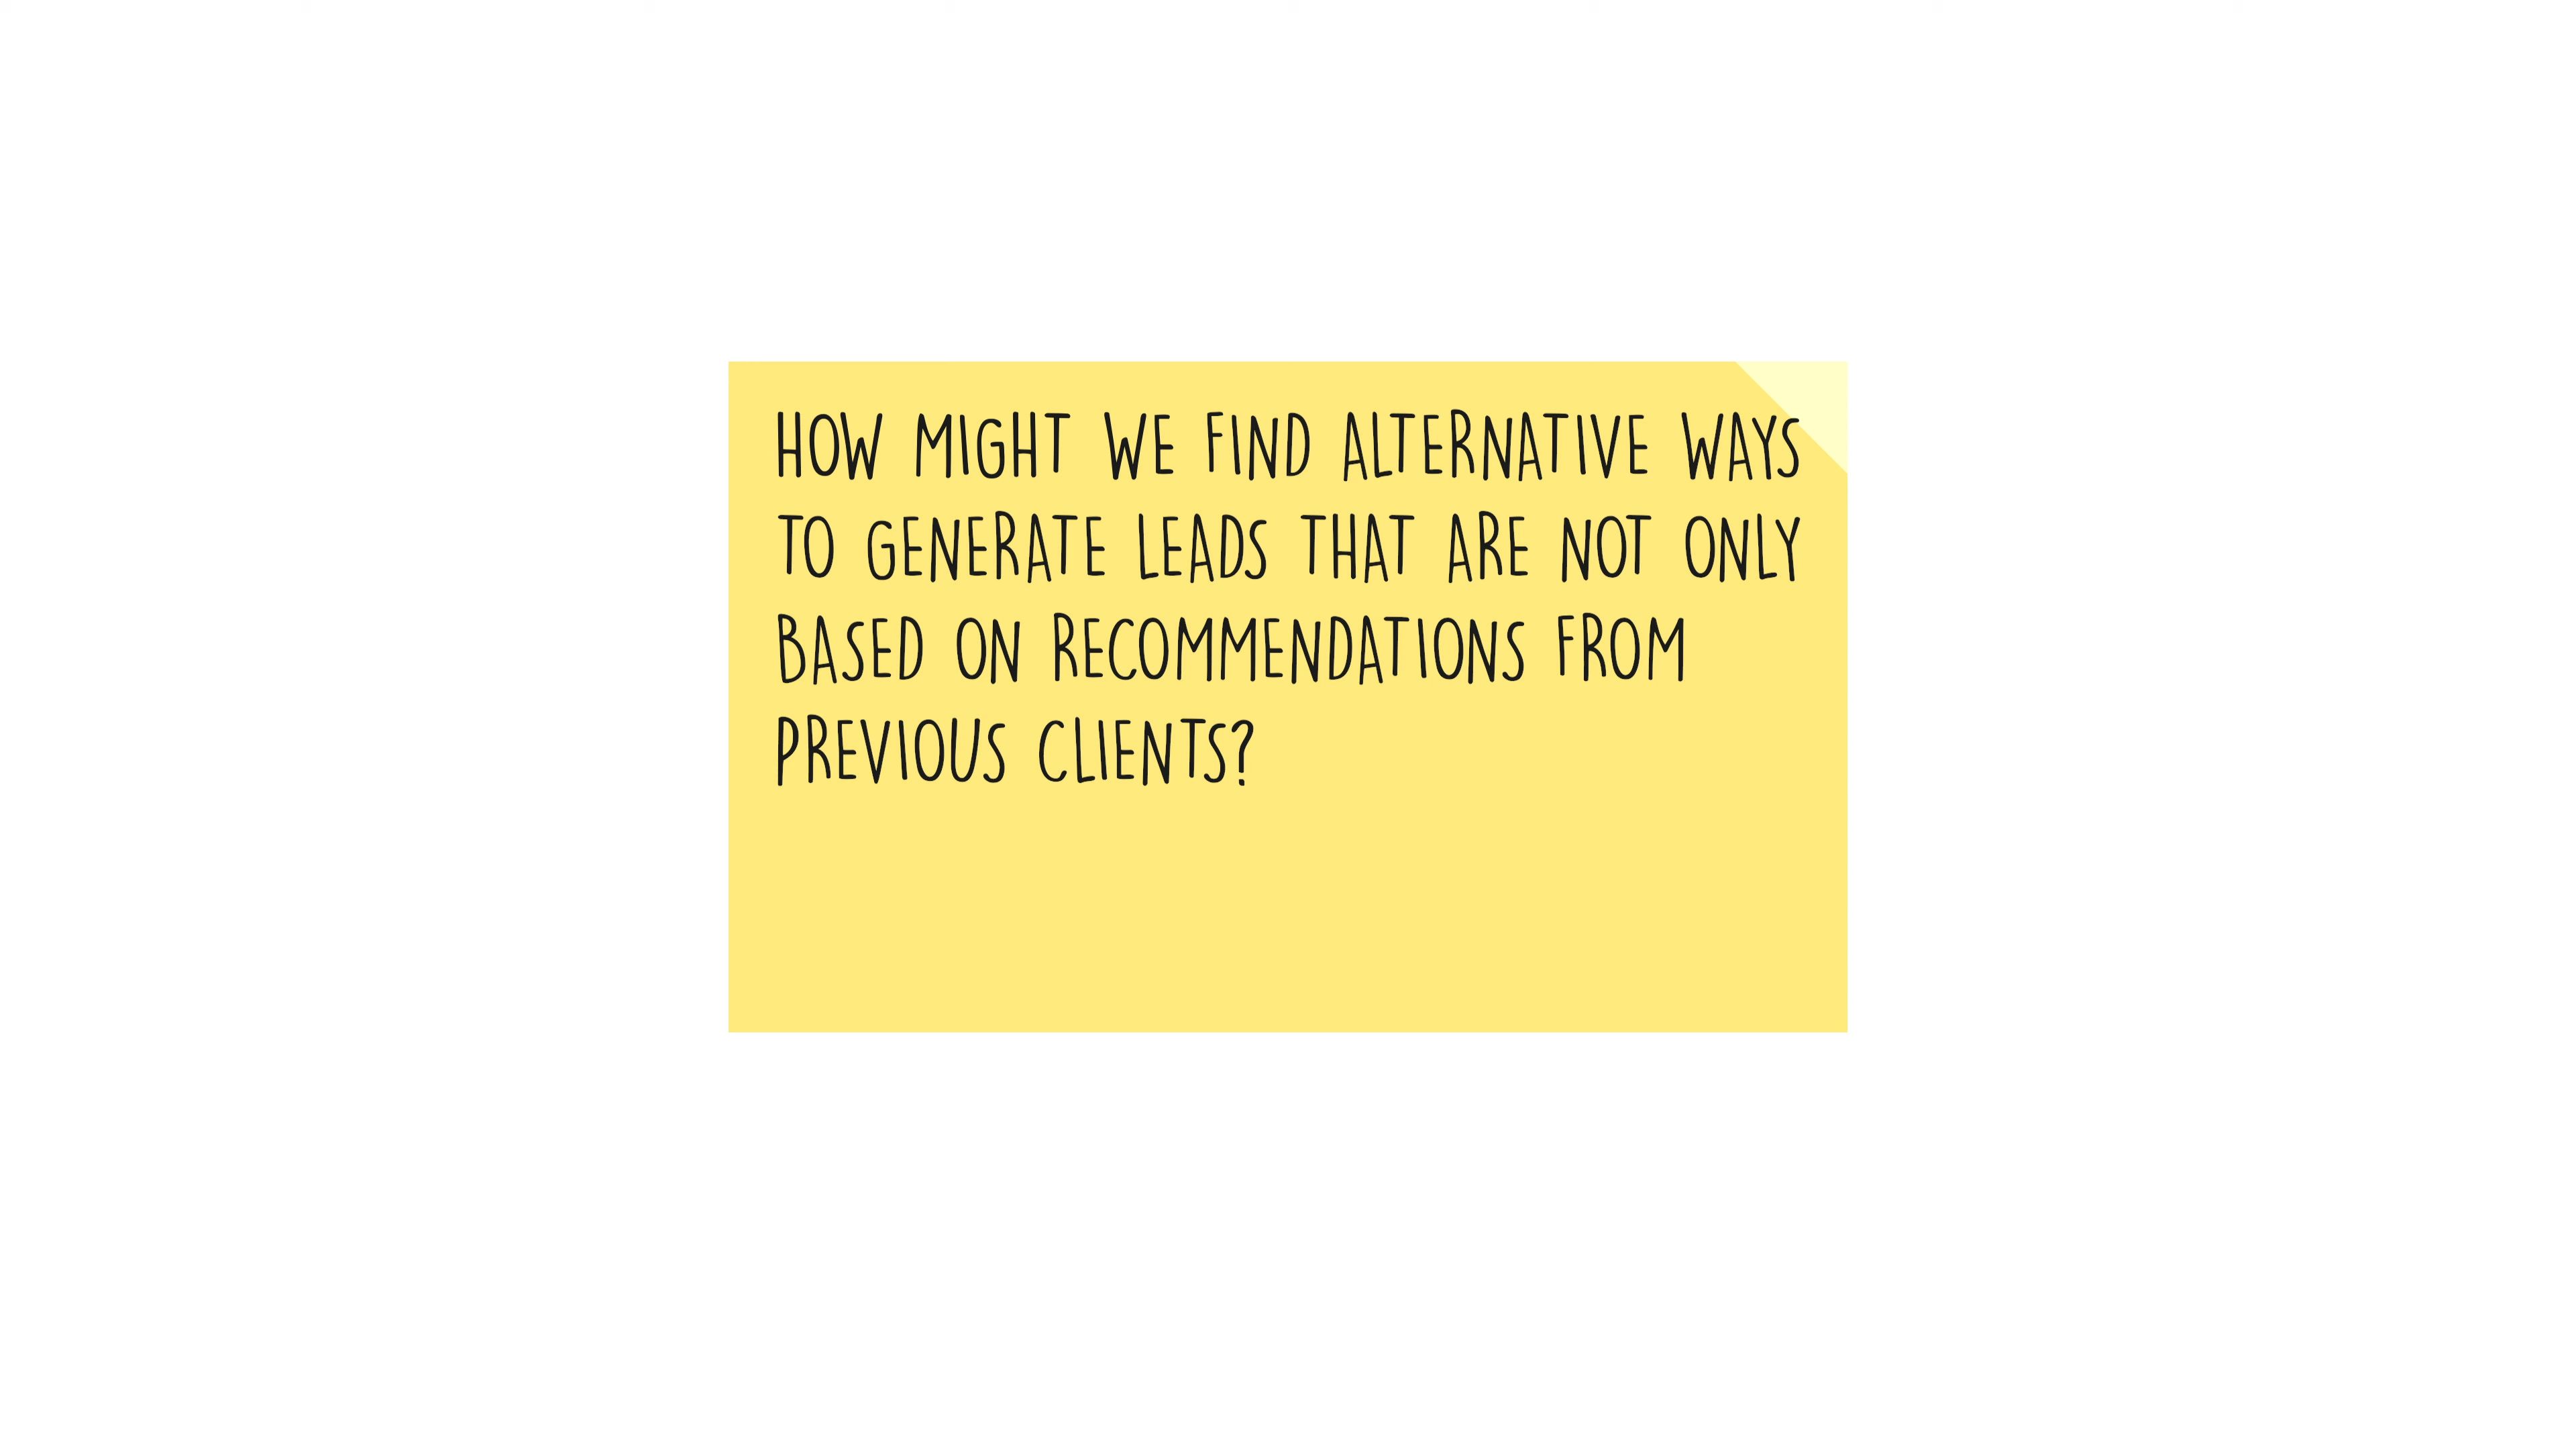 HOW MIGHT WE FIND ALTERNATIVE WAYS
TO GENERATE LEADS THAT ARE NOT ONLY
BASED ON RECOMMENDATIONS FROM
PREVIOUS CLIENTS?